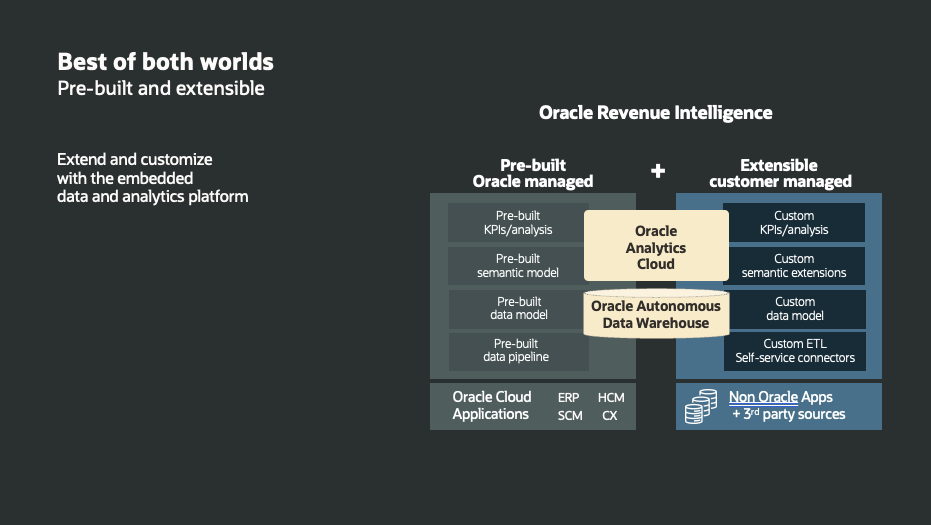 Best of both worlds
Pre-built and extensible
Extend and customize
with the embedded
data and analytics platform
Oracle Revenue Intelligence
Pre-built
Oracle managed
+
Extensible
customer managed
Pre-built
KPIs/analysis
Pre-built
semantic model
Pre-built
data model
Pre-built
data pipeline
Oracle
Analytics
Cloud
Oracle Autonomous
Data Warehouse
Custom
KPIs/analysis
Custom
semantic extensions
Custom
data model
Custom ETL
Self-service connectors
Oracle Cloud
Applications
ERP HCM
SCM CX
Non Oracle Apps
+ 3rd party sources